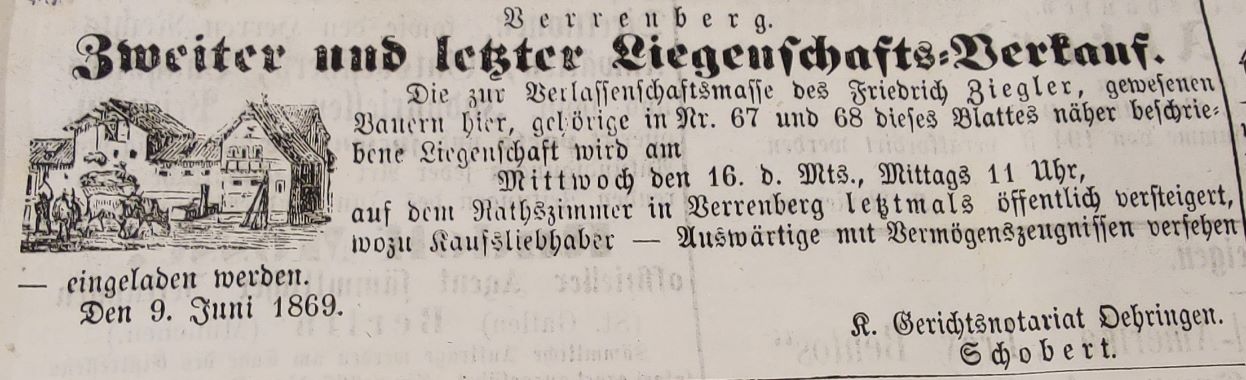 Verrenberg.
Zweiter und letzter Liegenschafts-Verkauf.
Die zur Verlassenschaftsmasse des Friedrich Ziegler, gewesenen
Bauern hier, gehörige in Nr. 67 und 68 dieses Blattes näher beschrie-
bene Liegenschaft wird am
Mittwoch den 16. d. Mts., Mittags 11 Uhr,
auf dem Rathszimmer in Verrenberg letztmals öffentlich versteigert,
wozu Kaufsliebhaber — Auswärtige mit Vermögenszeugnissen versehen
— eingeladen werden.
Den 9. Juni 1869.
K. Gerichtsnotariat Oehringen.
Schobert.